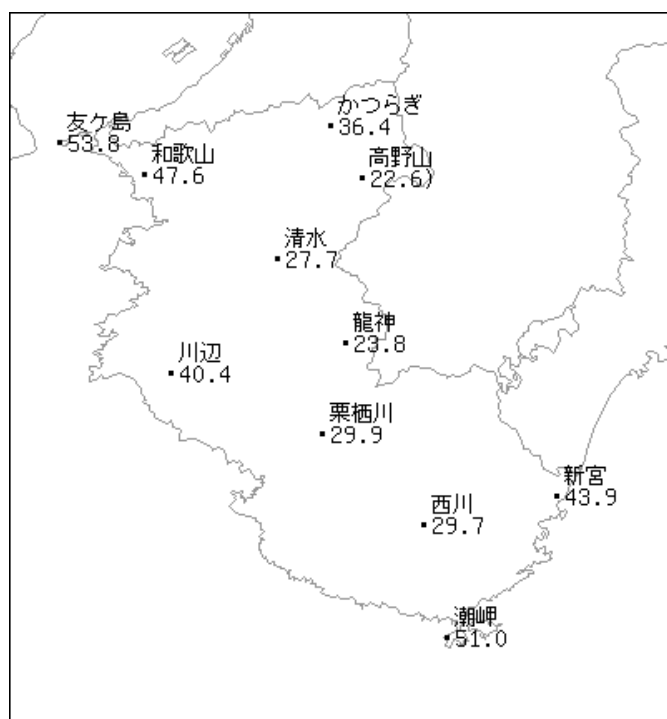 かつらぎ
36.4
友ケ島
53.8
和歌山
47.6
高野山
22.6)
清水
27.7
龍神
23.8
川辺
40.4
栗栖川
29.9
新宮
43.9
西川
29.7
潮岬
51.0